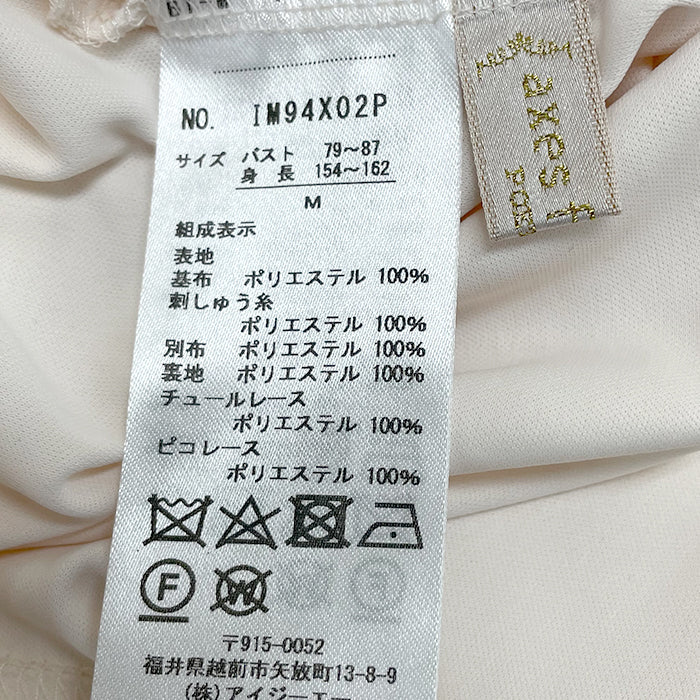 NO. IM94X02P
サイズ バスト 79～87
身長 154～162
M
組成表示
表地
基布 ポリエステル 100%
刺しゅう糸
ポリエステル 100%
別布 ポリエステル 100%
裏地 ポリエステル 100%
チュールレース
ポリエステル 100%
ピコレース
ポリエステル 100%
F W
〒915-0052
福井県越前市矢放町13-8-9
(株)アイジーエー
axes